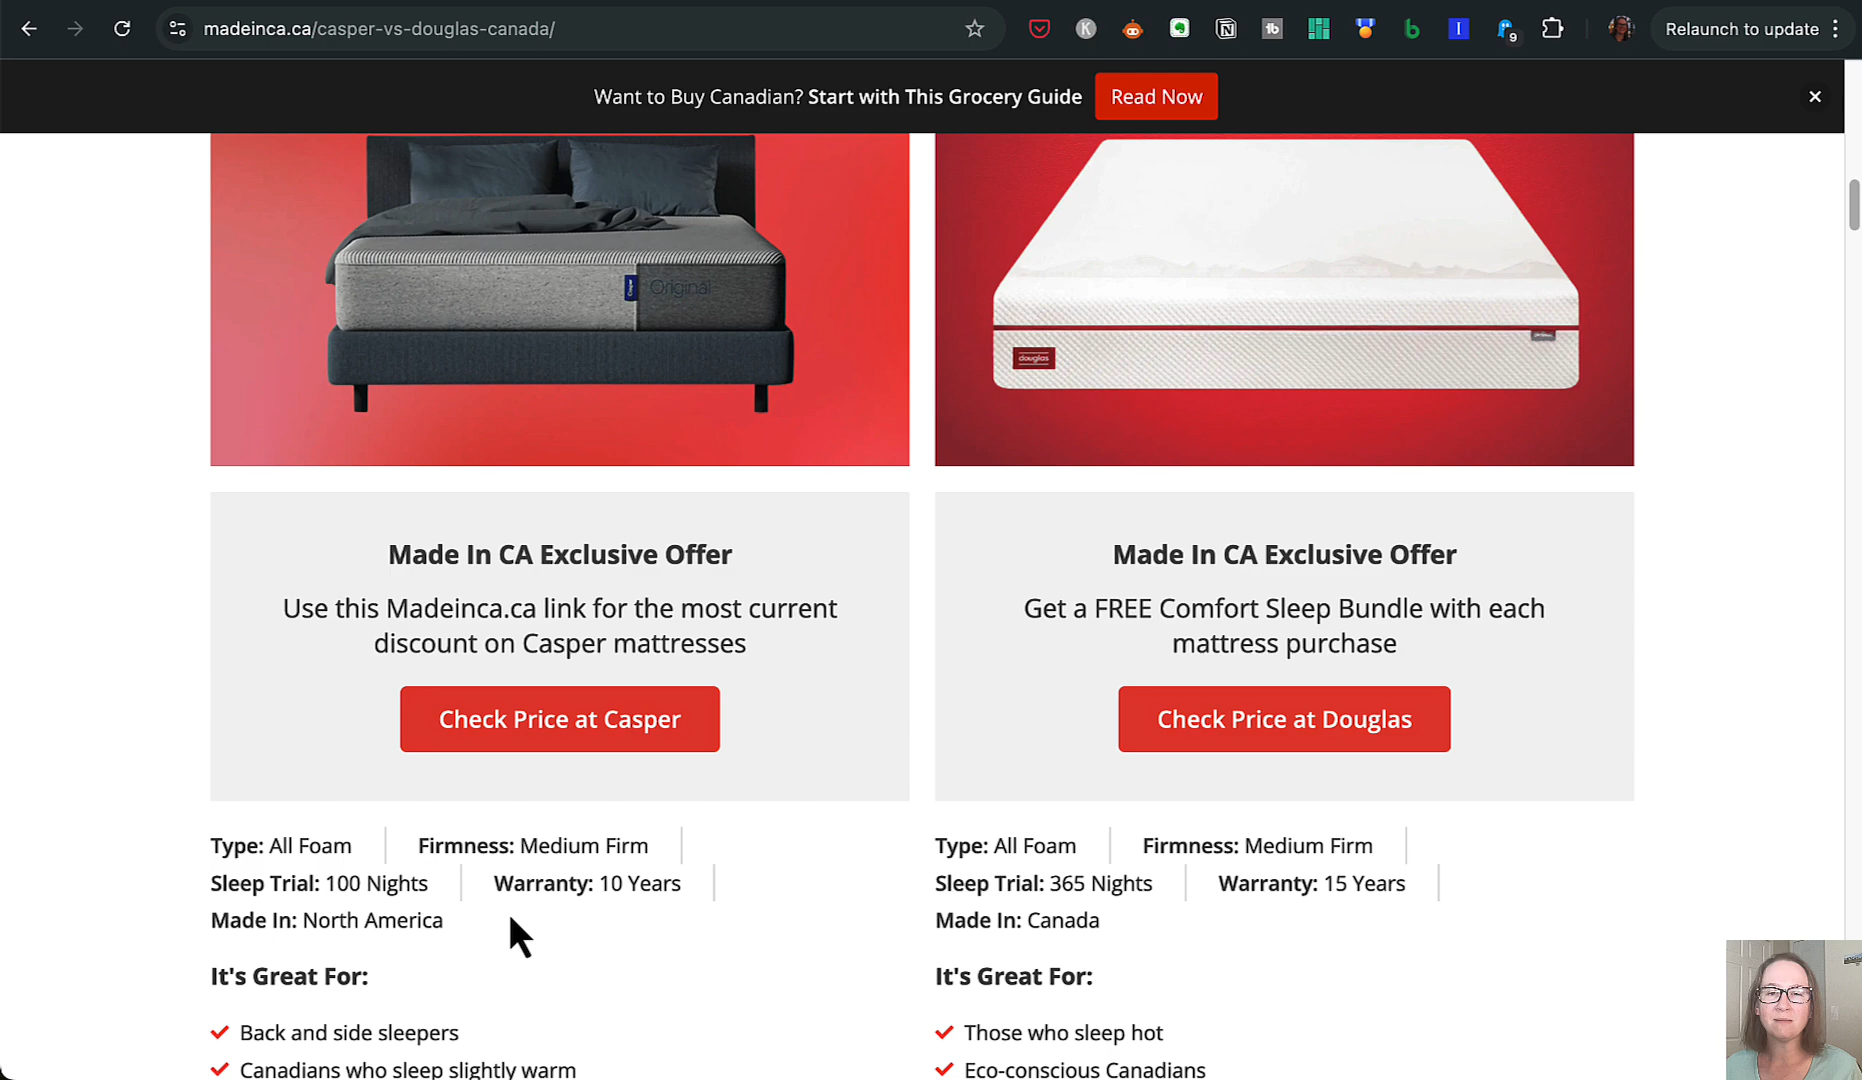 madeinca.ca/casper-vs-douglas-canada/
Relaunch to update
9
Want to Buy Canadian? Start with This Grocery Guide
Read Now
Casper
Original
douglas
Made In CA Exclusive Offer
Use this Madeinca.ca link for the most current
discount on Casper mattresses
Check Price at Casper
Made In CA Exclusive Offer
Get a FREE Comfort Sleep Bundle with each
mattress purchase
Check Price at Douglas
Type: All Foam
Firmness: Medium Firm
Sleep Trial: 100 Nights
Warranty: 10 Years
Made In: North America
It's Great For:
Back and side sleepers
Canadians who sleep slightly warm
Type: All Foam
Firmness: Medium Firm
Sleep Trial: 365 Nights
Warranty: 15 Years
Made In: Canada
It's Great For:
Those who sleep hot
Eco-conscious Canadians